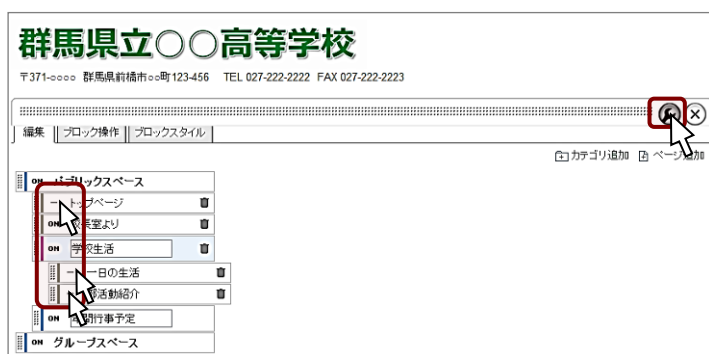 群馬県立○○高等学校
〒371-○○○○ 群馬県前橋市○○町123-456 TEL 027-222-2222 FAX 027-222-2223
編集 ブロック操作 ブロックスタイル
カテゴリ追加 ページ追加
ON パブリックスペース
トップページ
ON 校長室より
ON 学校生活
一日の生活
部活動紹介
ON 年間行事予定
ON グループスペース